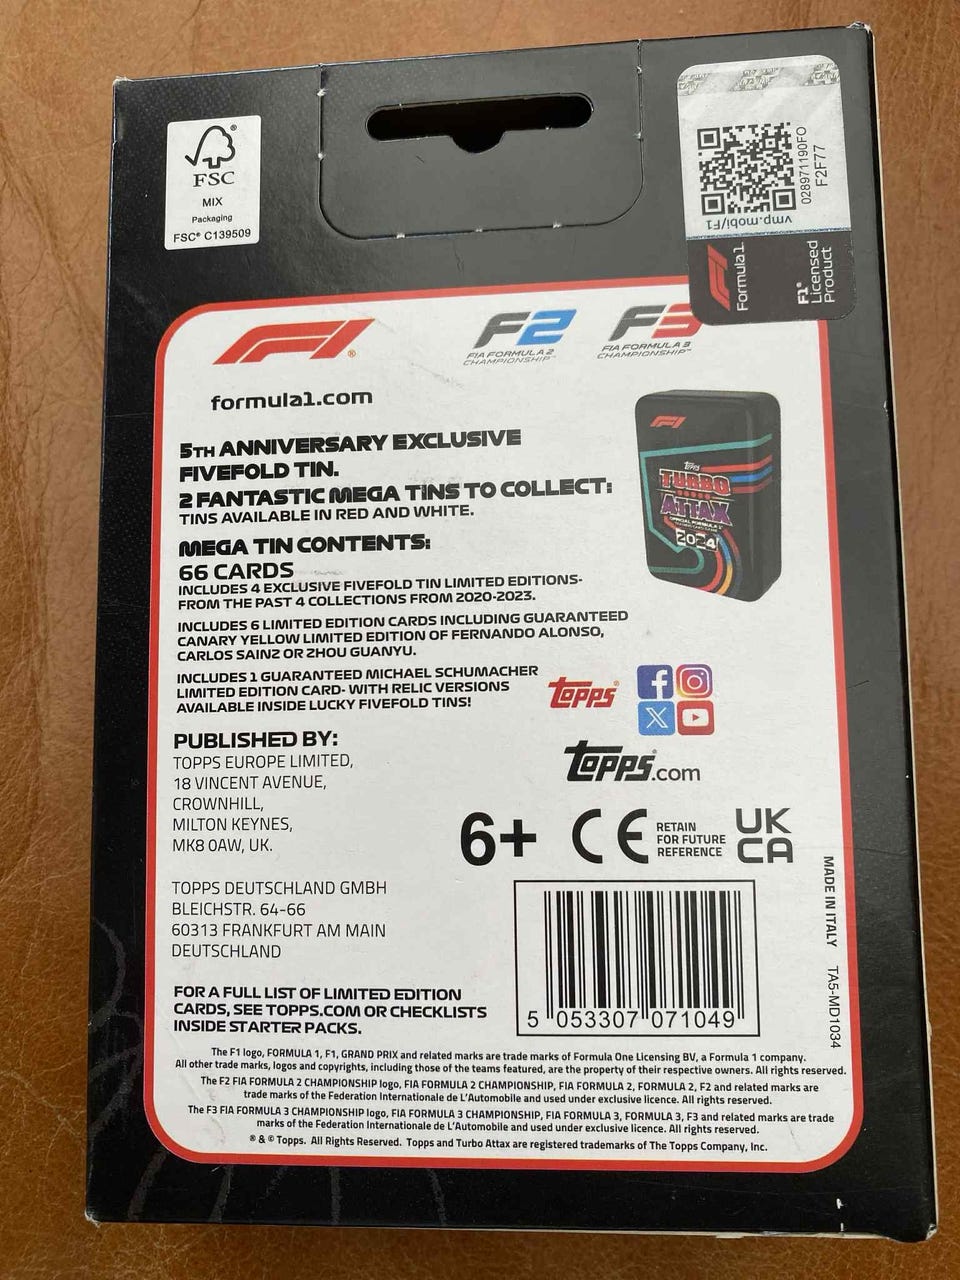 FSC®
MIX
Packaging
FSC® C139509
028971190FO
F2F77
vmp.mobi/F1
F1
Formula1
F1®
Licensed
Product
F1®
F2
FIA FORMULA 2
CHAMPIONSHIP™
F3
FIA FORMULA 3
CHAMPIONSHIP™
formula1.com
5TH ANNIVERSARY EXCLUSIVE
FIVEFOLD TIN.
2 FANTASTIC MEGA TINS TO COLLECT:
TINS AVAILABLE IN RED AND WHITE.
MEGA TIN CONTENTS:
66 CARDS
INCLUDES 4 EXCLUSIVE FIVEFOLD TIN LIMITED EDITIONS-
FROM THE PAST 4 COLLECTIONS FROM 2020-2023.
INCLUDES 6 LIMITED EDITION CARDS INCLUDING GUARANTEED
CANARY YELLOW LIMITED EDITION OF FERNANDO ALONSO,
CARLOS SAINZ OR ZHOU GUANYU.
INCLUDES 1 GUARANTEED MICHAEL SCHUMACHER
LIMITED EDITION CARD- WITH RELIC VERSIONS
AVAILABLE INSIDE LUCKY FIVEFOLD TINS!
F1
Topps
TURBO
ATTAX
OFFICIAL FORMULA 1
2024
Topps®
Topps®.com
PUBLISHED BY:
TOPPS EUROPE LIMITED,
18 VINCENT AVENUE,
CROWNHILL,
MILTON KEYNES,
MK8 0AW, UK.
6+
CE
RETAIN
FOR FUTURE
REFERENCE
UK
CA
TOPPS DEUTSCHLAND GMBH
BLEICHSTR. 64-66
60313 FRANKFURT AM MAIN
DEUTSCHLAND
5 053307 071049
MADE IN ITALY TA5-MD1034
FOR A FULL LIST OF LIMITED EDITION
CARDS, SEE TOPPS.COM OR CHECKLISTS
INSIDE STARTER PACKS.
The F1 logo, FORMULA 1, F1, GRAND PRIX and related marks are trade marks of Formula One Licensing BV, a Formula 1 company.
All other trade marks, logos and copyrights, including those of the teams featured, are the property of their respective owners. All rights reserved.
The F2 FIA FORMULA 2 CHAMPIONSHIP logo, FIA FORMULA 2 CHAMPIONSHIP, FIA FORMULA 2, FORMULA 2, F2 and related marks are
trade marks of the Federation Internationale de L'Automobile and used under exclusive licence. All rights reserved.
The F3 FIA FORMULA 3 CHAMPIONSHIP logo, FIA FORMULA 3 CHAMPIONSHIP, FIA FORMULA 3, FORMULA 3, F3 and related marks are trade
marks of the Federation Internationale de L'Automobile and used under exclusive licence. All rights reserved.
® & © Topps. All Rights Reserved. Topps and Turbo Attax are registered trademarks of The Topps Company, Inc.